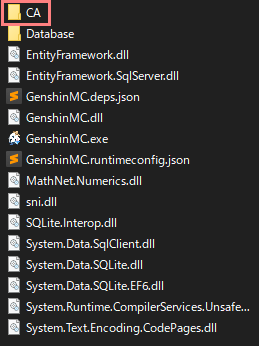 CA
Database
EntityFramework.dll
EntityFramework.SqlServer.dll
GenshinMC.deps.json
GenshinMC.dll
GenshinMC.exe
GenshinMC.runtimeconfig.json
MathNet.Numerics.dll
sni.dll
SQLite.Interop.dll
System.Data.SqlClient.dll
System.Data.SQLite.dll
System.Data.SQLite.EF6.dll
System.Runtime.CompilerServices.Unsafe...
System.Text.Encoding.CodePages.dll